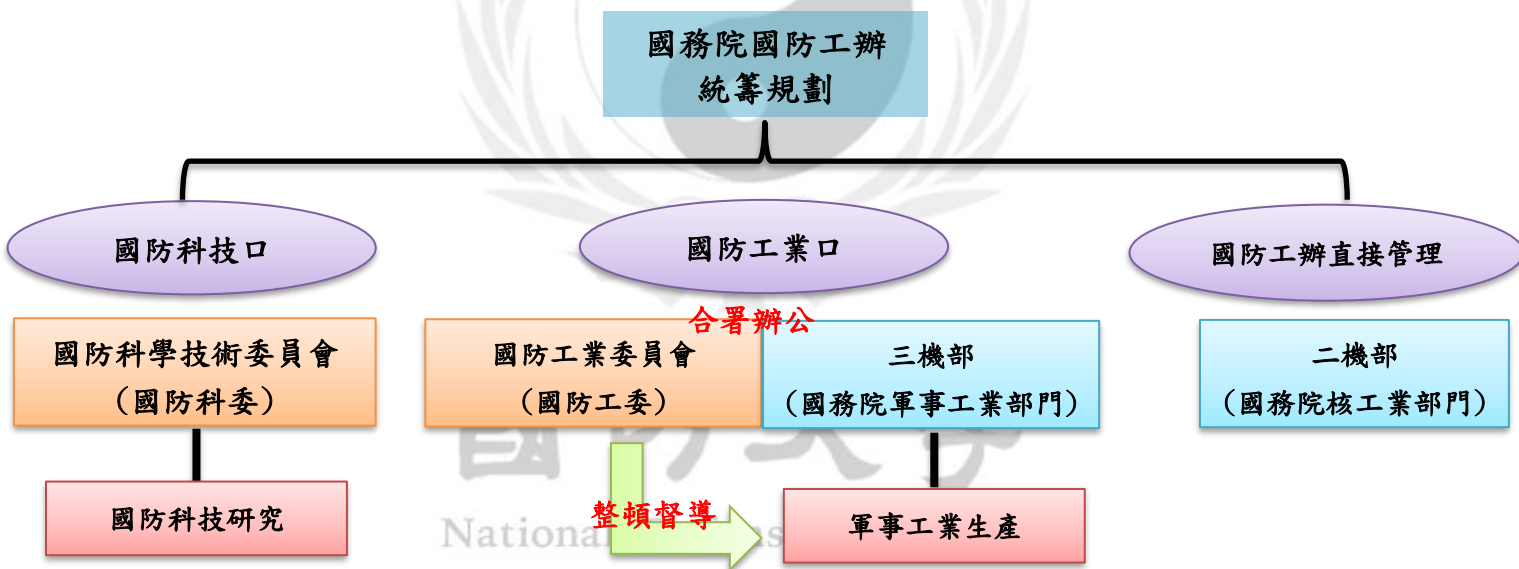 國務院國防工辦
統籌規劃
國防科技口
國防工業口
國防工辦直接管理
合署辦公
國防科學技術委員會
（國防科委）
國防工業委員會
（國防工委）
三機部
（國務院軍事工業部門）
二機部
（國務院核工業部門）
國防大學
國防科技研究
整頓督導
軍事工業生產
National